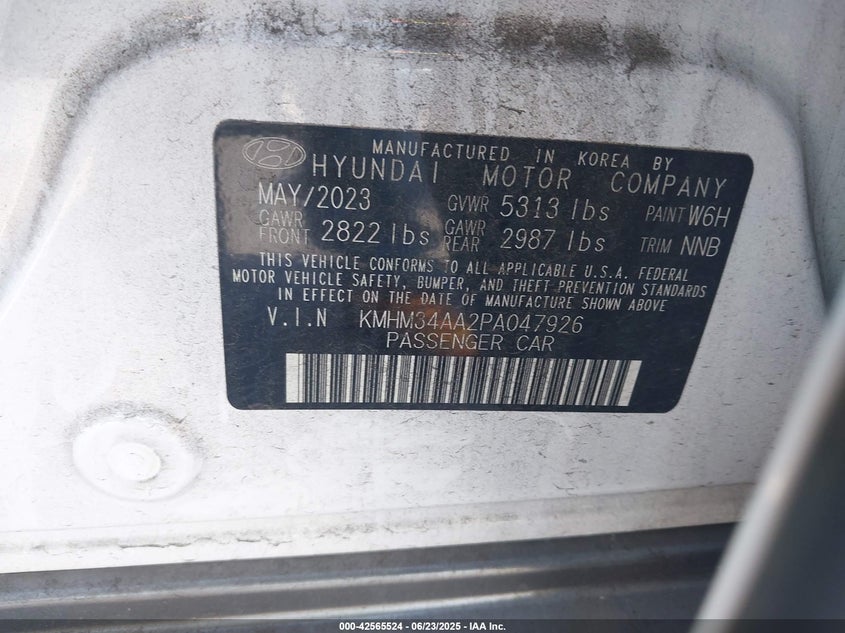 MANUFACTURED IN KOREA BY
HYUNDAI MOTOR COMPANY
MAY/2023 GVWR 5313 lbs PAINT W6H
GAWR FRONT 2822 lbs GAWR REAR 2987 lbs TRIM NNB
THIS VEHICLE CONFORMS TO ALL APPLICABLE U.S.A. FEDERAL
MOTOR VEHICLE SAFETY, BUMPER, AND THEFT PREVENTION STANDARDS
IN EFFECT ON THE DATE OF MANUFACTURE SHOWN ABOVE
V.I.N KMHM34AA2PA047926
PASSENGER CAR
000-42565524 | 06/23/2025 - IAA Inc.